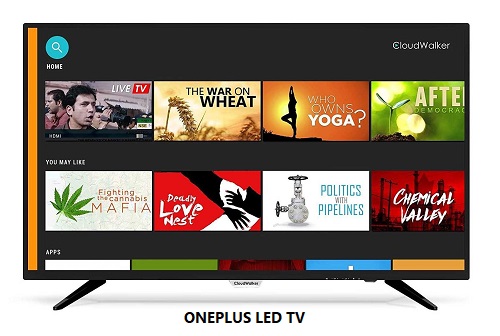 CloudWalker
HOME
LIVE TV
THE WAR ON
WHEAT
WHO
OWNS
YOGA?
AFTE
DEMOCRAC
HDMI
YOU MAY LIKE
Fighting
the cannabis
MAFIA
Deadly
Love
Nest
POLITICS
WITH
PIPELINES
CHEMICAL
VALLEY
APPS
CloudWalker
ONEPLUS LED TV